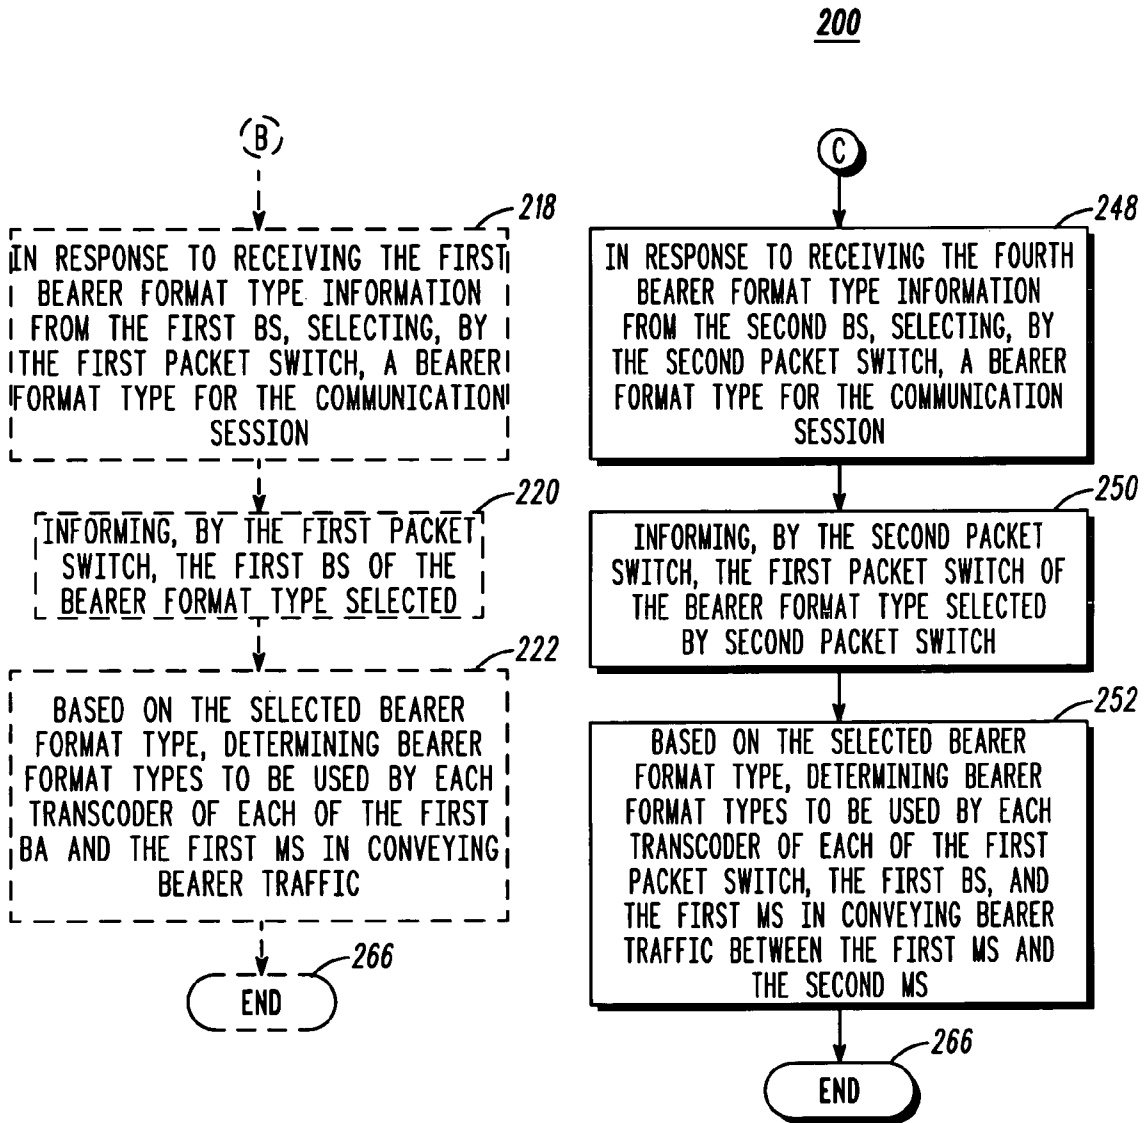 200
B
218
IN RESPONSE TO RECEIVING THE FIRST
BEARER FORMAT TYPE INFORMATION
FROM THE FIRST BS, SELECTING, BY
THE FIRST PACKET SWITCH, A BEARER
FORMAT TYPE FOR THE COMMUNICATION
SESSION
220
INFORMING, BY THE FIRST PACKET
SWITCH, THE FIRST BS OF THE
BEARER FORMAT TYPE SELECTED
222
BASED ON THE SELECTED BEARER
FORMAT TYPE, DETERMINING BEARER
FORMAT TYPES TO BE USED BY EACH
TRANSCODER OF EACH OF THE FIRST
BA AND THE FIRST MS IN CONVEYING
BEARER TRAFFIC
266
END
C
248
IN RESPONSE TO RECEIVING THE FOURTH
BEARER FORMAT TYPE INFORMATION
FROM THE SECOND BS, SELECTING, BY
THE SECOND PACKET SWITCH, A BEARER
FORMAT TYPE FOR THE COMMUNICATION
SESSION
250
INFORMING, BY THE SECOND PACKET
SWITCH, THE FIRST PACKET SWITCH OF
THE BEARER FORMAT TYPE SELECTED
BY SECOND PACKET SWITCH
252
BASED ON THE SELECTED BEARER
FORMAT TYPE, DETERMINING BEARER
FORMAT TYPES TO BE USED BY EACH
TRANSCODER OF EACH OF THE FIRST
PACKET SWITCH, THE FIRST BS, AND
THE FIRST MS IN CONVEYING BEARER
TRAFFIC BETWEEN THE FIRST MS AND
THE SECOND MS
266
END